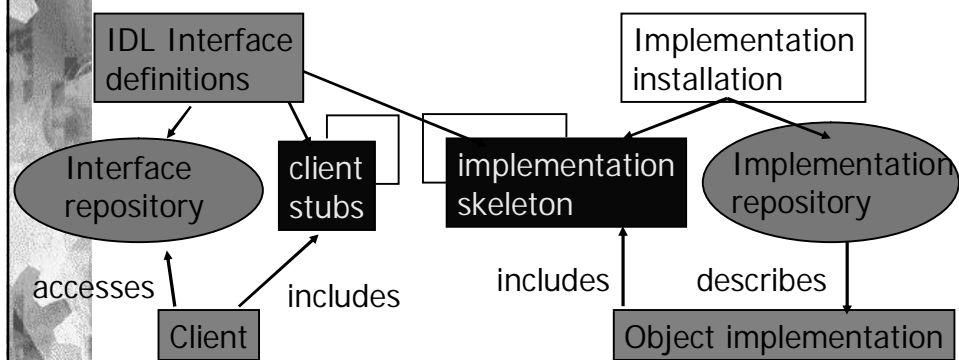 IDL Interface
definitions
Implementation
installation
Interface
repository
client
stubs
implementation
skeleton
Implementation
repository
accesses
includes
includes
describes
Client
Object implementation